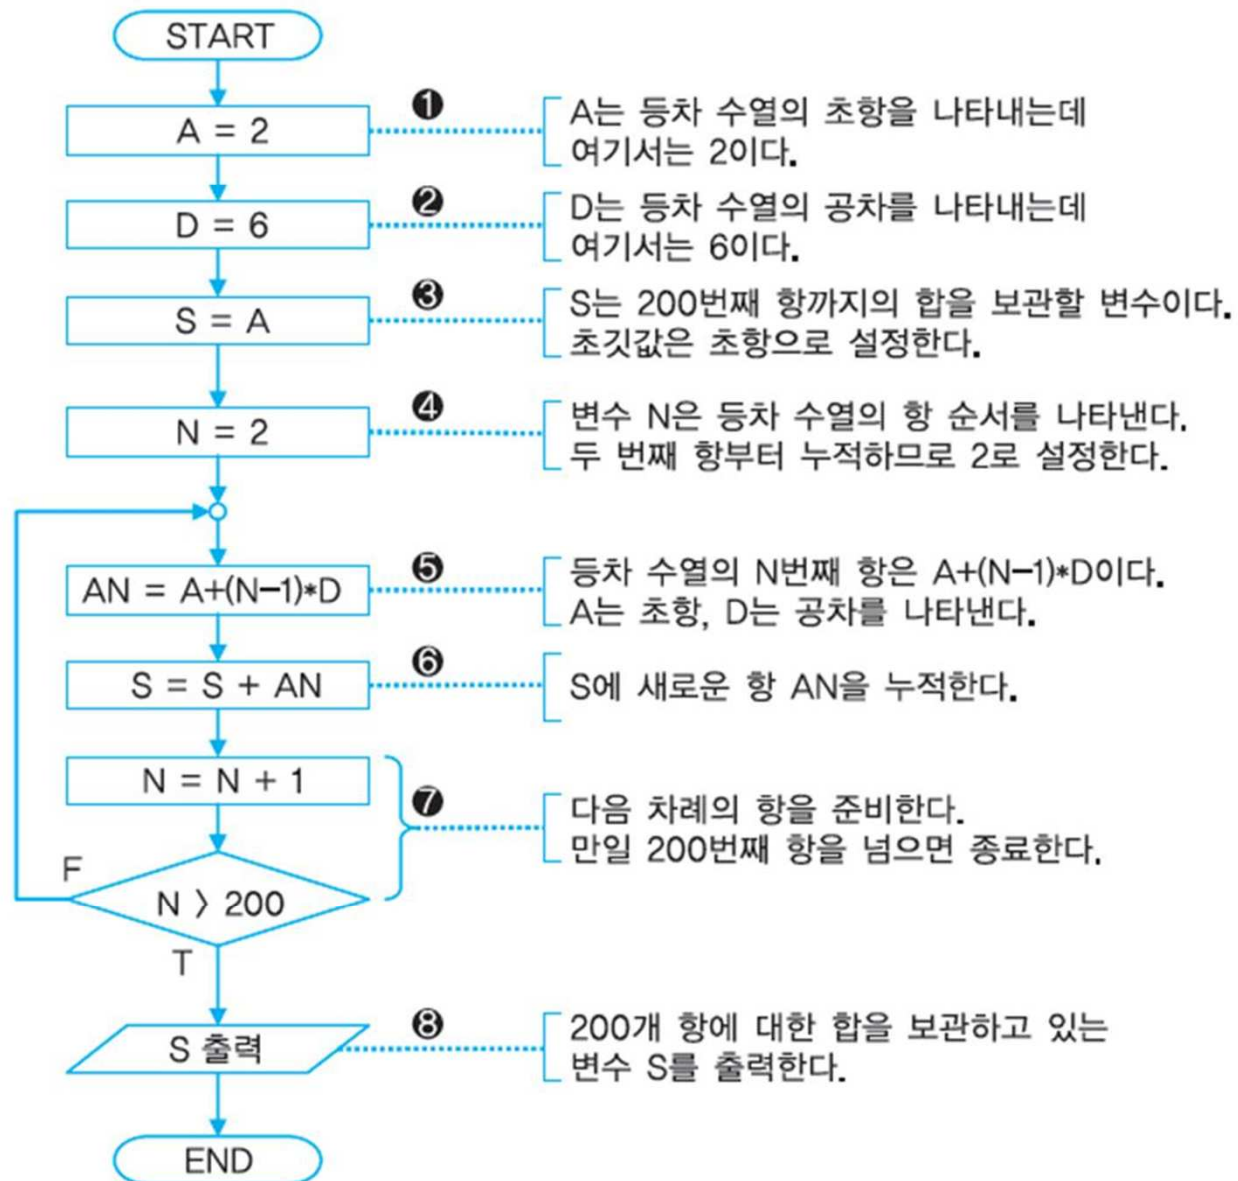 START
A = 2
❶
A는 등차 수열의 초항을 나타내는데
여기서는 2이다.
D = 6
❷
D는 등차 수열의 공차를 나타내는데
여기서는 6이다.
S = A
❸
S는 200번째 항까지의 합을 보관할 변수이다.
초깃값은 초항으로 설정한다.
N = 2
❹
변수 N은 등차 수열의 항 순서를 나타낸다.
두 번째 항부터 누적하므로 2로 설정한다.
AN = A+(N−1)*D
❺
등차 수열의 N번째 항은 A+(N−1)*D이다.
A는 초항, D는 공차를 나타낸다.
S = S + AN
❻
S에 새로운 항 AN을 누적한다.
N = N + 1
❼
다음 차례의 항을 준비한다.
만일 200번째 항을 넘으면 종료한다.
F
N 〉 200
T
S 출력
❽
200개 항에 대한 합을 보관하고 있는
변수 S를 출력한다.
END